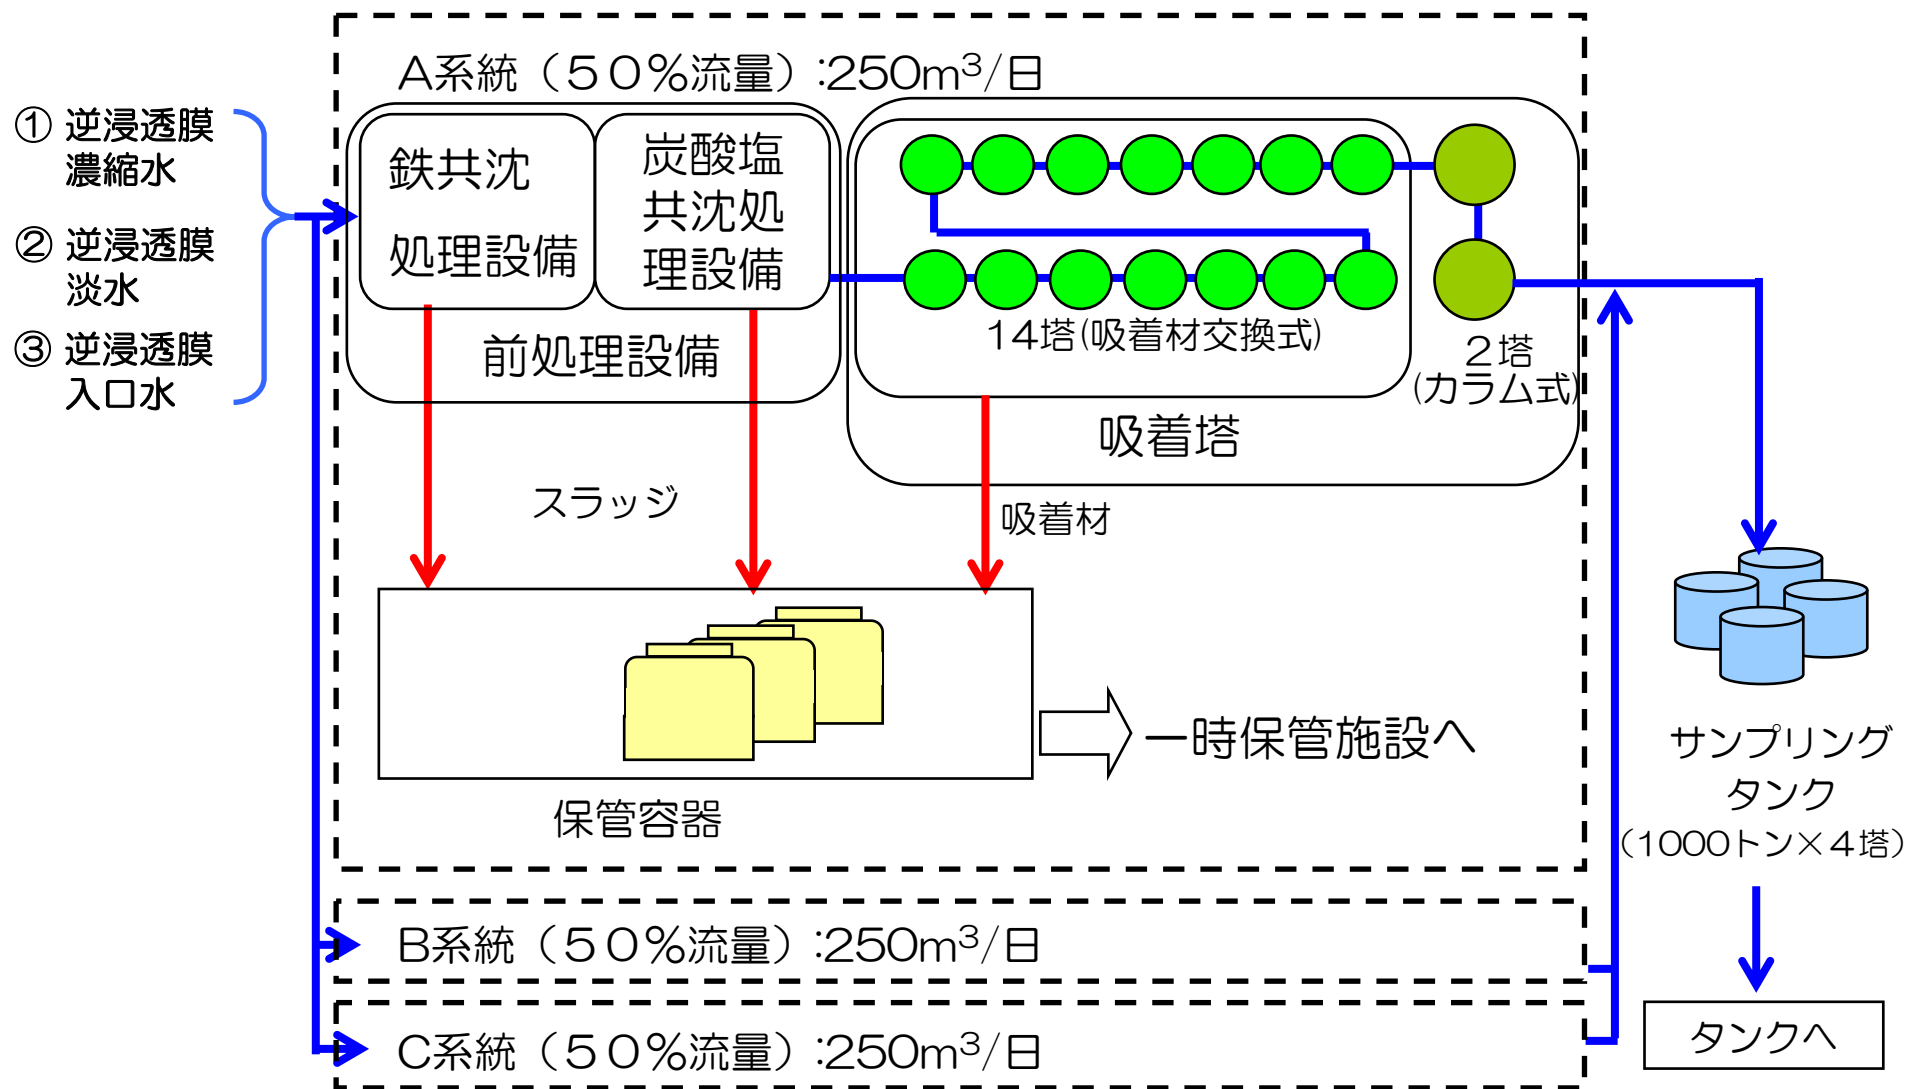 A系統（５０%流量）:250m³/日
① 逆浸透膜
濃縮水
② 逆浸透膜
淡水
③ 逆浸透膜
入口水
鉄共沈
処理設備
炭酸塩
共沈処
理設備
前処理設備
14塔(吸着材交換式)
２塔
(カラム式)
吸着塔
スラッジ
吸着材
一時保管施設へ
保管容器
サンプリング
タンク
（1000トン×４塔）
B系統（５０%流量）:250m³/日
C系統（５０%流量）:250m³/日
タンクへ